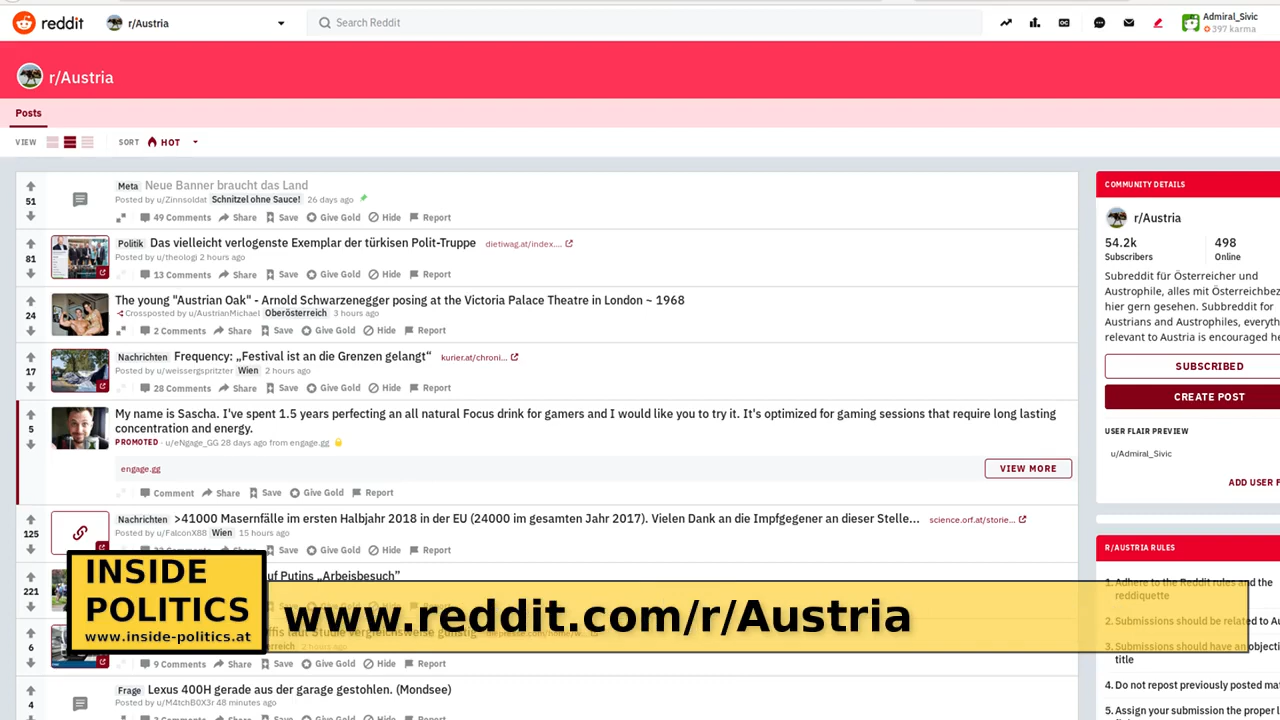 reddit r/Austria Search Reddit Admiral_Sivic
397 karma
r/Austria
Posts
VIEW SORT HOT
51
Meta Neue Banner braucht das Land
Posted by u/Zinnsoldat Schnitzel ohne Sauce! 26 days ago
49 Comments Share Save Give Gold Hide Report
81
Politik Das vielleicht verlogenste Exemplar der türkisen Polit-Truppe dietiwag.at/index....
Posted by u/theologi 2 hours ago
13 Comments Share Save Give Gold Hide Report
24
The young "Austrian Oak" - Arnold Schwarzenegger posing at the Victoria Palace Theatre in London ~ 1968
Crossposted by u/AustrianMichael Oberösterreich 3 hours ago
2 Comments Share Save Give Gold Hide Report
17
Nachrichten Frequency: „Festival ist an die Grenzen gelangt“ kurier.at/chroni...
Posted by u/weissergspritzter Wien 2 hours ago
28 Comments Share Save Give Gold Hide Report
5
My name is Sascha. I've spent 1.5 years perfecting an all natural Focus drink for gamers and I would like you to try it. It's optimized for gaming sessions that require long lasting
concentration and energy.
PROMOTED · u/eNgage_GG 28 days ago from engage.gg
engage.gg VIEW MORE
Comment Share Save Give Gold Report
125
Nachrichten >41000 Masernfälle im ersten Halbjahr 2018 in der EU (24000 im gesamten Jahr 2017). Vielen Dank an die Impfgegener an dieser Stelle... science.orf.at/storie...
Posted by u/FalconX88 Wien 15 hours ago
Save Give Gold Hide Report
221
uf Putins „Arbeitsbesuch“
6
9 Comments Share Save Give Gold Hide Report
4
Frage Lexus 400H gerade aus der garage gestohlen. (Mondsee)
Posted by u/M4tchB0X3r 48 minutes ago
Save Give Gold Hide Report
COMMUNITY DETAILS
r/Austria
54.2k 498
Subscribers Online
Subreddit für Österreicher und
Austrophile, alles mit Österreichbez
hier gern gesehen. Subbreddit for
Austrians and Austrophiles, everyth
relevant to Austria is encouraged he
SUBSCRIBED
CREATE POST
USER FLAIR PREVIEW
u/Admiral_Sivic
ADD USER F
R/AUSTRIA RULES
1. Adhere to the Reddit rules and the
reddiquette
2. Submissions should be related to Au
3. Submissions should have an objecti
title
4. Do not repost previously posted mat
5. Assign your submission the proper l
INSIDE
POLITICS
www.inside-politics.at
www.reddit.com/r/Austria